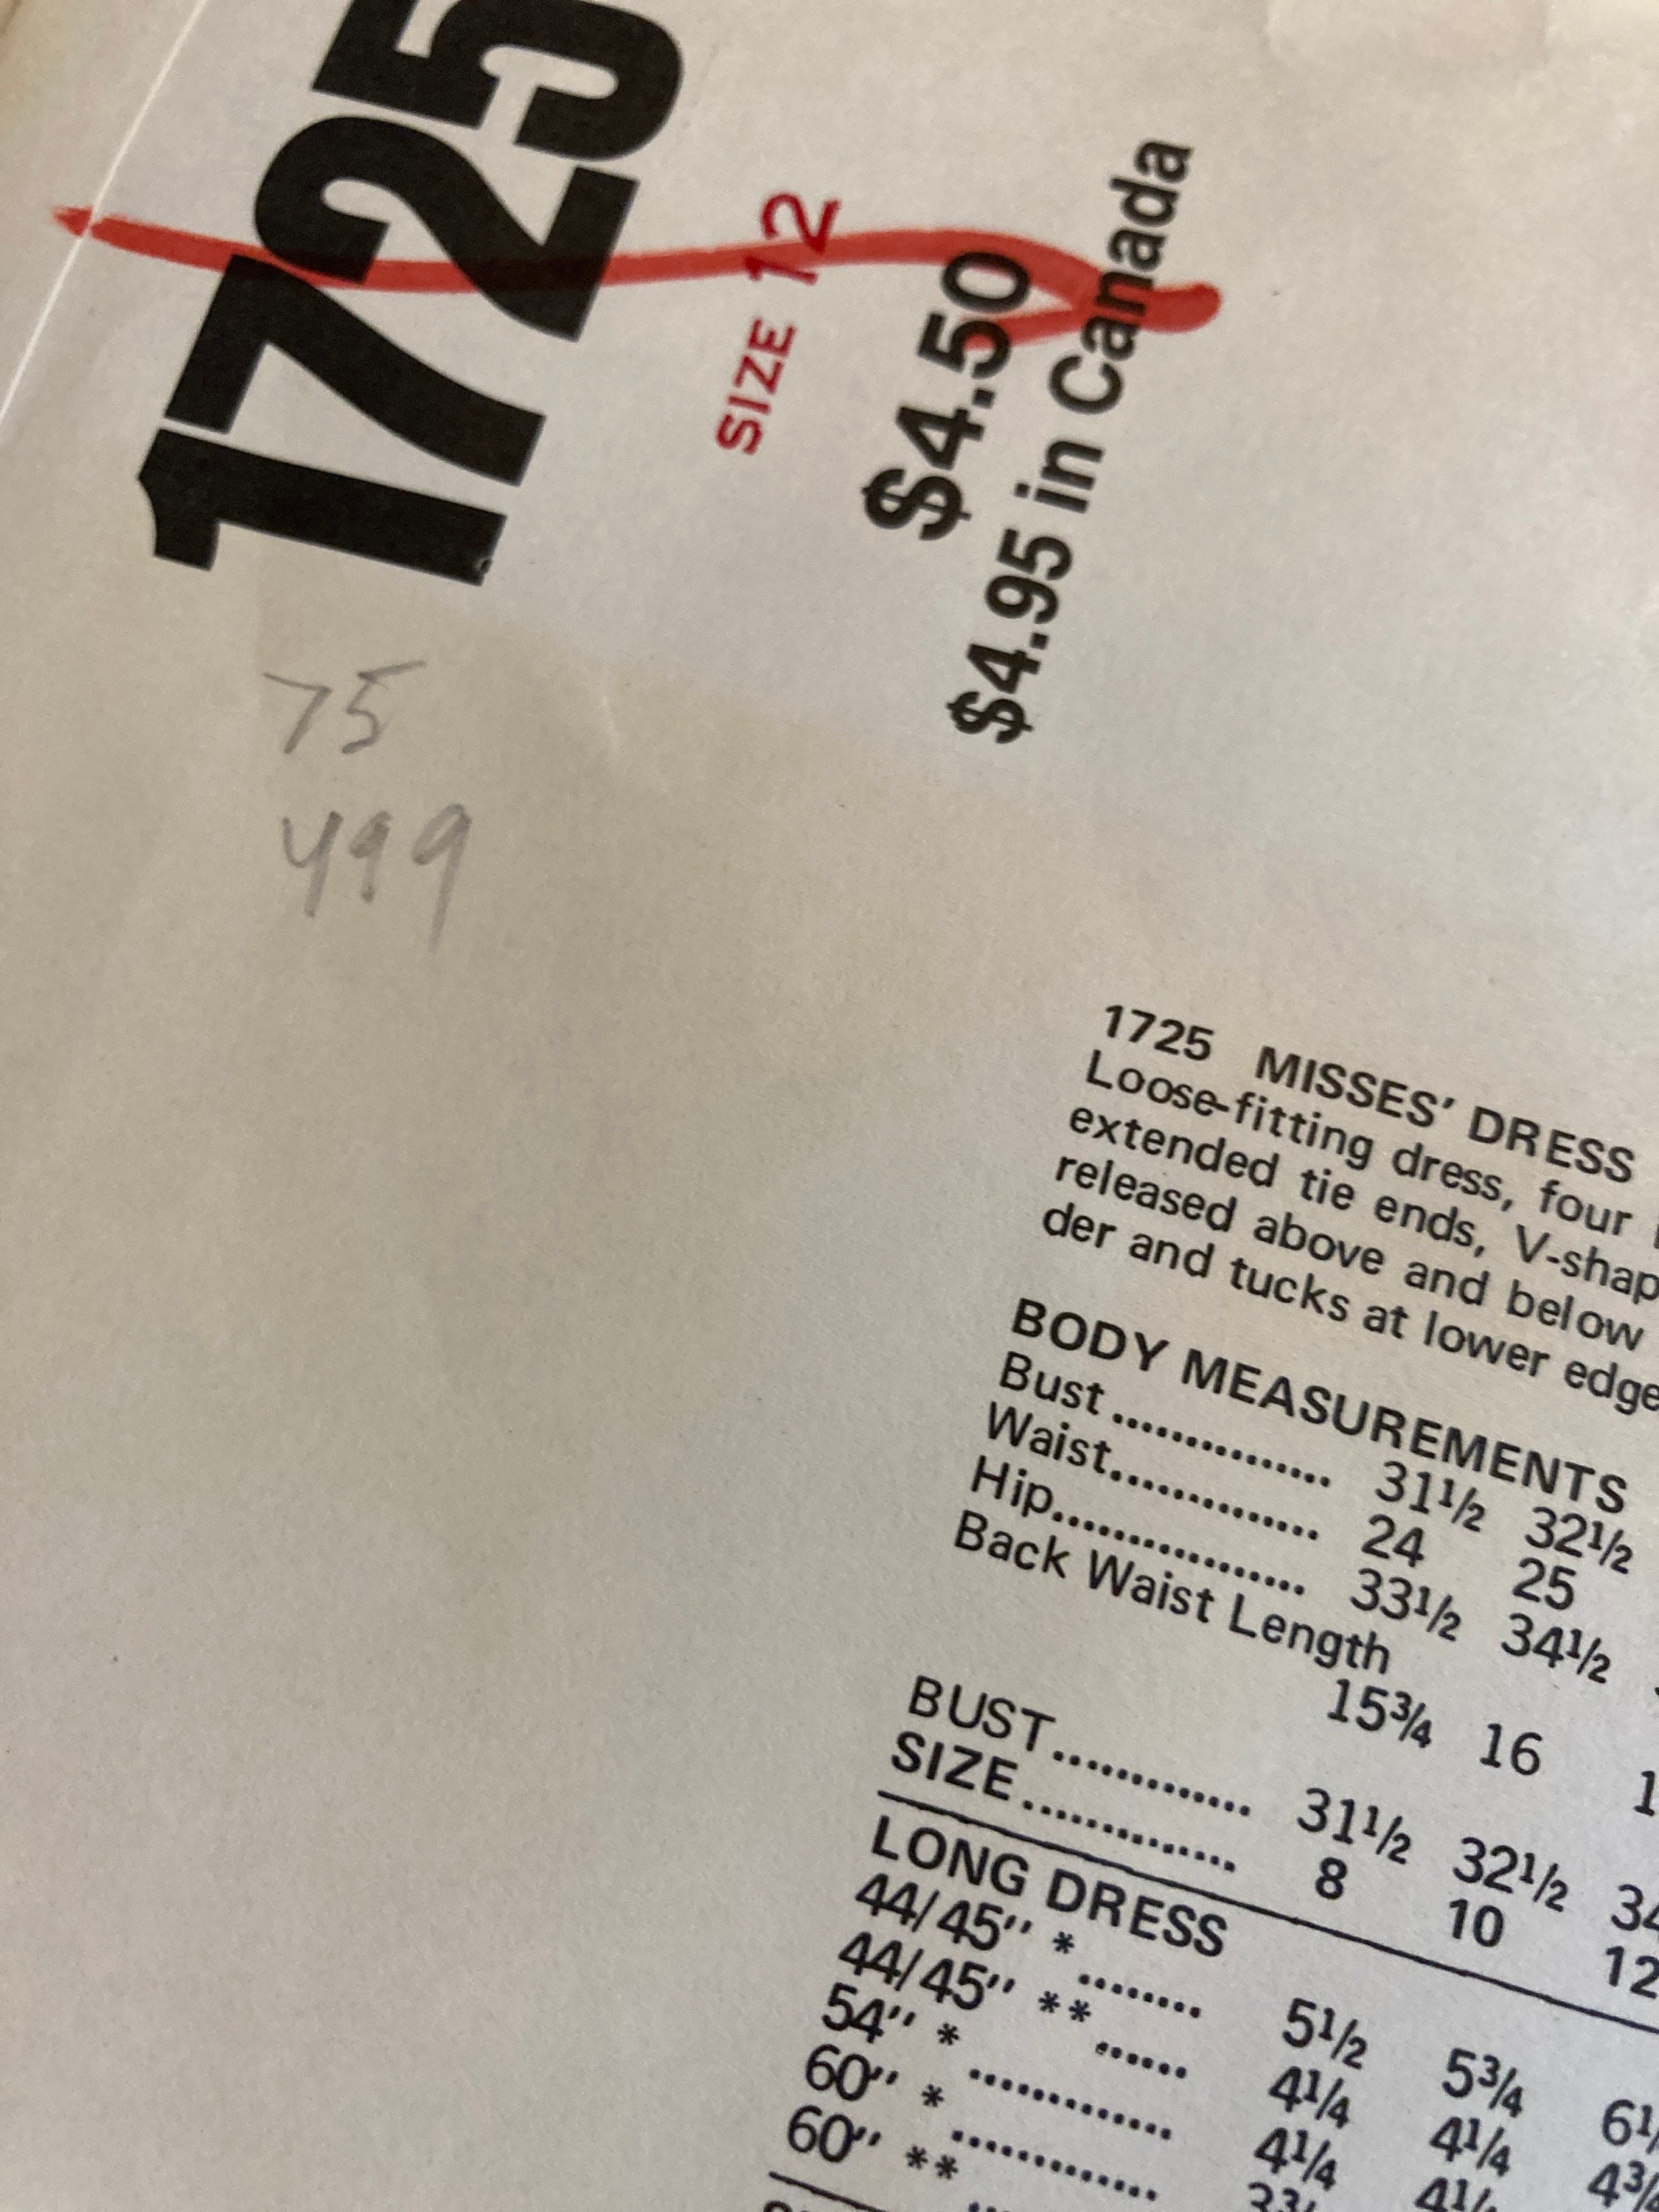 1725
SIZE 12
$4.50
$4.95 in Canada
75
499
1725 MISSES' DRESS
Loose-fitting dress, four
extended tie ends, V-shap
released above and below
der and tucks at lower edge
BODY MEASUREMENTS
Bust.............. 31½ 32½
Waist.............. 24 25
Hip................. 33½ 34½
Back Waist Length
15¾ 16
BUST............. 31½ 32½ 34
SIZE.............. 8 10 12
LONG DRESS
44/45" *........ 5½ 5¾
44/45" **...... 4¼ 4¼
54" *............. 4¼ 4¼
60" *.............
60" **